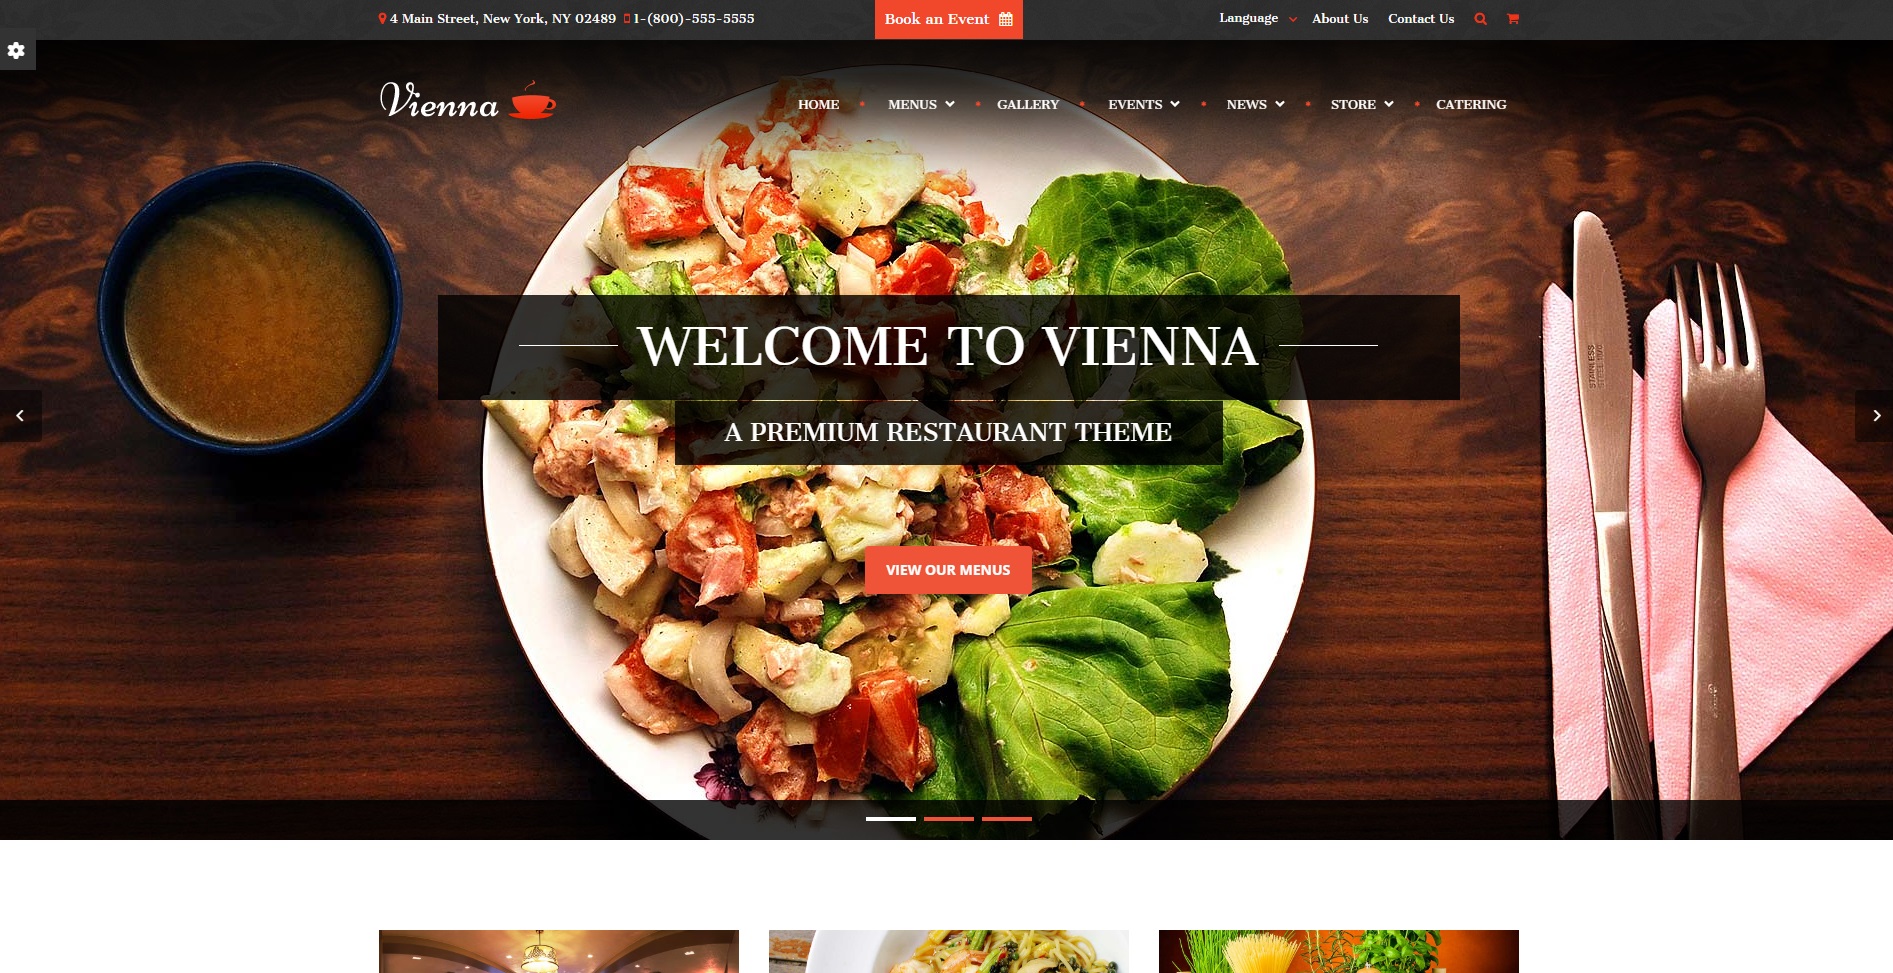 4 Main Street, New York, NY 02489 1-(800)-555-5555
Book an Event
Language About Us Contact Us
Vienna
HOME MENUS GALLERY EVENTS NEWS STORE CATERING
WELCOME TO VIENNA
A PREMIUM RESTAURANT THEME
VIEW OUR MENUS
STAINLESS